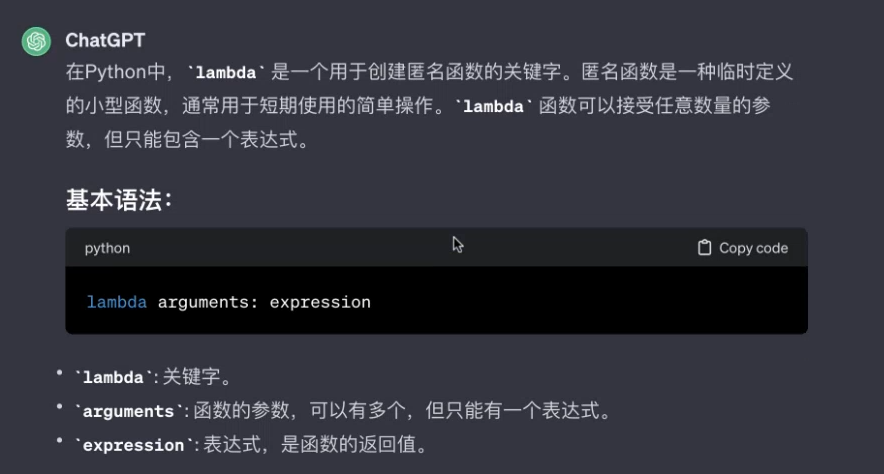 ChatGPT
在Python中，`lambda` 是一个用于创建匿名函数的关键字。匿名函数是一种临时定义
的小型函数，通常用于短期使用的简单操作。`lambda` 函数可以接受任意数量的参
数，但只能包含一个表达式。
基本语法：
python Copy code
lambda arguments: expression
• `lambda`: 关键字。
• `arguments`: 函数的参数，可以有多个，但只能有一个表达式。
• `expression`: 表达式，是函数的返回值。